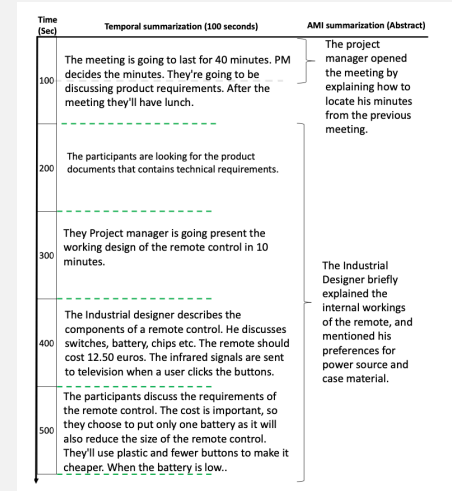 Time
(Sec)
Temporal summarization (100 seconds)
AMI summarization (Abstract)
100
The meeting is going to last for 40 minutes. PM
decides the minutes. They're going to be
discussing product requirements. After the
meeting they'll have lunch.
The project
manager opened
the meeting by
explaining how to
locate his minutes
from the previous
meeting.
200
The participants are looking for the product
documents that contains technical requirements.
300
They Project manager is going present the
working design of the remote control in 10
minutes.
400
The Industrial designer describes the
components of a remote control. He discusses
switches, battery, chips etc. The remote should
cost 12.50 euros. The infrared signals are sent
to television when a user clicks the buttons.
The Industrial
Designer briefly
explained the
internal workings
of the remote, and
mentioned his
preferences for
power source and
case material.
500
The participants discuss the requirements of
the remote control. The cost is important, so
they choose to put only one battery as it will
also reduce the size of the remote control.
They'll use plastic and fewer buttons to make it
cheaper. When the battery is low..